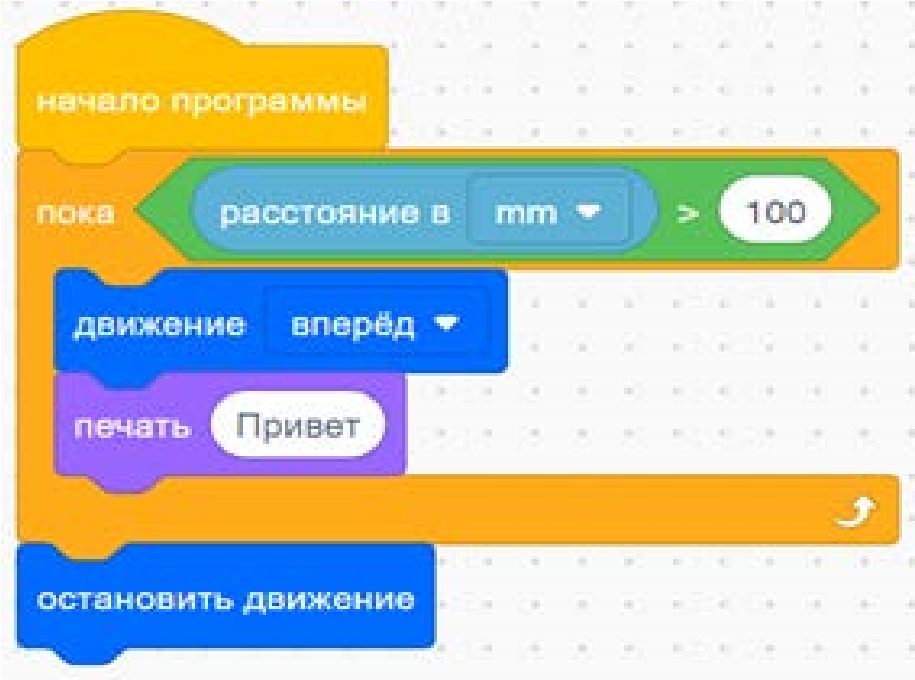 начало программы
пока расстояние в mm > 100
движение вперёд
печать Привет
остановить движение